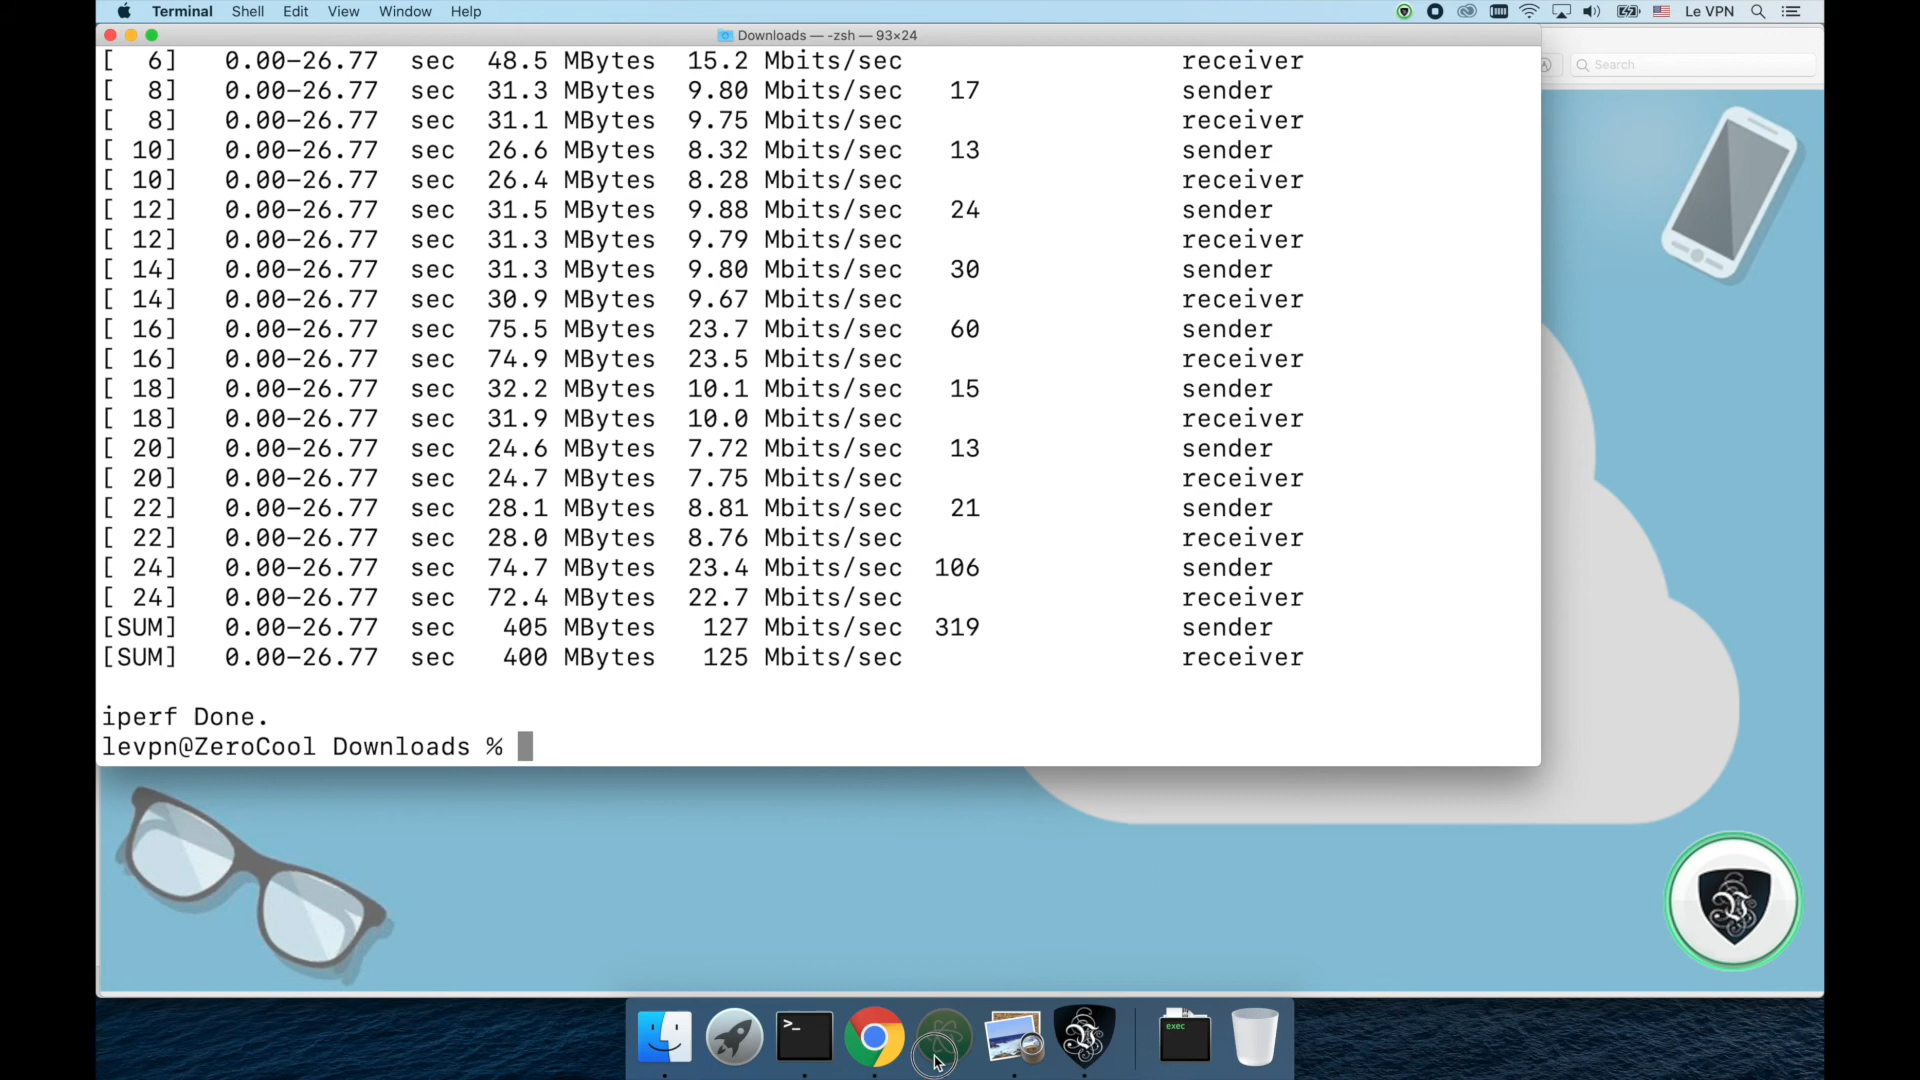 Terminal Shell Edit View Window Help Le VPN
Downloads — -zsh — 93×24
Search
[  6]   0.00-26.77  sec  48.5 MBytes  15.2 Mbits/sec                  receiver
[  8]   0.00-26.77  sec  31.3 MBytes  9.80 Mbits/sec   17             sender
[  8]   0.00-26.77  sec  31.1 MBytes  9.75 Mbits/sec                  receiver
[ 10]   0.00-26.77  sec  26.6 MBytes  8.32 Mbits/sec   13             sender
[ 10]   0.00-26.77  sec  26.4 MBytes  8.28 Mbits/sec                  receiver
[ 12]   0.00-26.77  sec  31.5 MBytes  9.88 Mbits/sec   24             sender
[ 12]   0.00-26.77  sec  31.3 MBytes  9.79 Mbits/sec                  receiver
[ 14]   0.00-26.77  sec  31.3 MBytes  9.80 Mbits/sec   30             sender
[ 14]   0.00-26.77  sec  30.9 MBytes  9.67 Mbits/sec                  receiver
[ 16]   0.00-26.77  sec  75.5 MBytes  23.7 Mbits/sec   60             sender
[ 16]   0.00-26.77  sec  74.9 MBytes  23.5 Mbits/sec                  receiver
[ 18]   0.00-26.77  sec  32.2 MBytes  10.1 Mbits/sec   15             sender
[ 18]   0.00-26.77  sec  31.9 MBytes  10.0 Mbits/sec                  receiver
[ 20]   0.00-26.77  sec  24.6 MBytes  7.72 Mbits/sec   13             sender
[ 20]   0.00-26.77  sec  24.7 MBytes  7.75 Mbits/sec                  receiver
[ 22]   0.00-26.77  sec  28.1 MBytes  8.81 Mbits/sec   21             sender
[ 22]   0.00-26.77  sec  28.0 MBytes  8.76 Mbits/sec                  receiver
[ 24]   0.00-26.77  sec  74.7 MBytes  23.4 Mbits/sec  106             sender
[ 24]   0.00-26.77  sec  72.4 MBytes  22.7 Mbits/sec                  receiver
[SUM]   0.00-26.77  sec   405 MBytes   127 Mbits/sec  319             sender
[SUM]   0.00-26.77  sec   400 MBytes   125 Mbits/sec                  receiver
iperf Done.
levpn@ZeroCool Downloads %
>_
exec